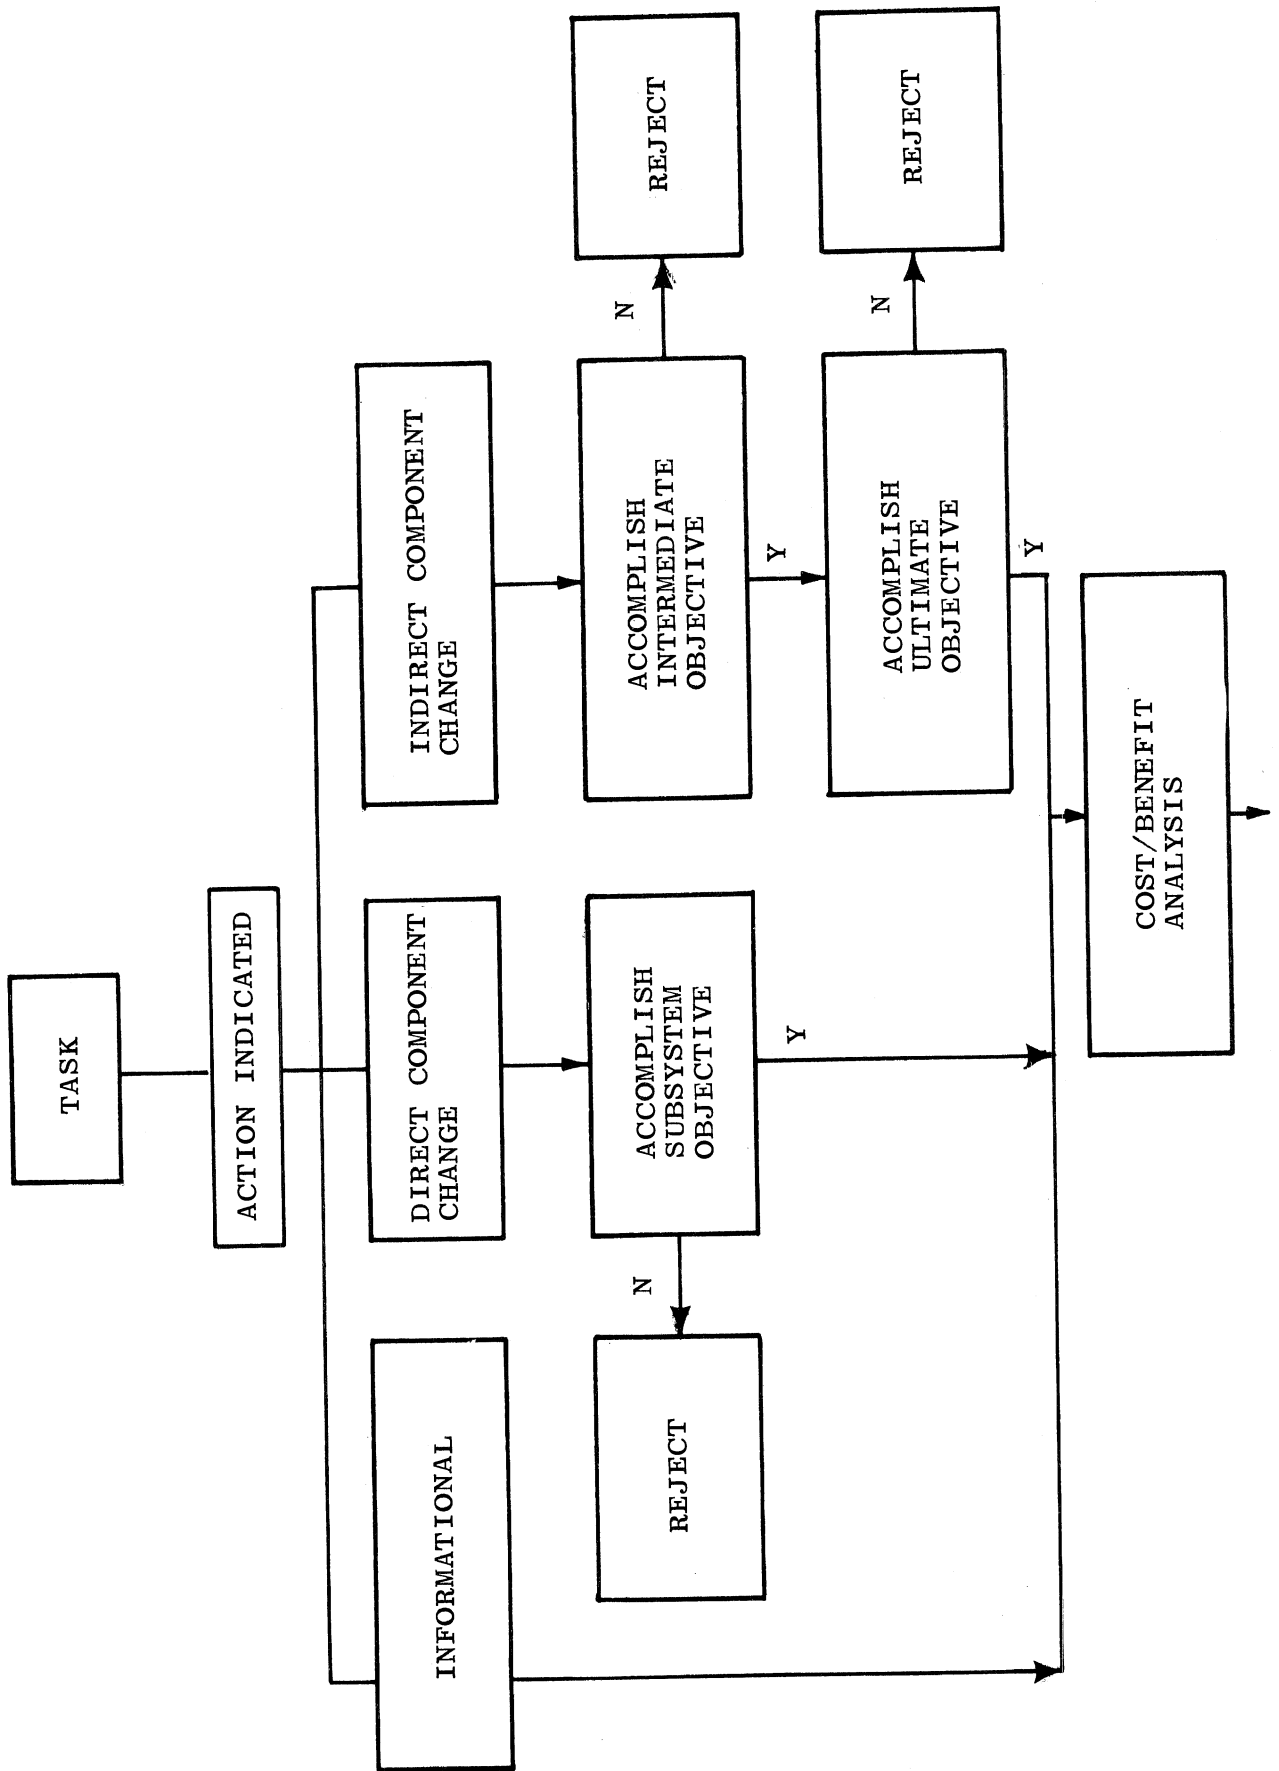 TASK
ACTION INDICATED
INFORMATIONAL
DIRECT COMPONENT
CHANGE
INDIRECT COMPONENT
CHANGE
REJECT
N
ACCOMPLISH
SUBSYSTEM
OBJECTIVE
Y
ACCOMPLISH
INTERMEDIATE
OBJECTIVE
N
REJECT
Y
ACCOMPLISH
ULTIMATE
OBJECTIVE
N
REJECT
Y
COST/BENEFIT
ANALYSIS